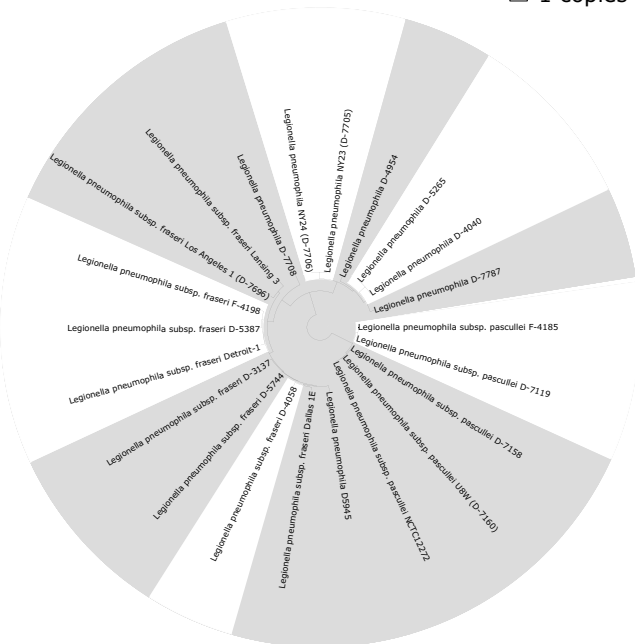 1 copies
Legionella pneumophila NY23 (D-7705)
Legionella pneumophila D-4954
Legionella pneumophila D-5265
Legionella pneumophila D-4040
Legionella pneumophila D-7787
Legionella pneumophila subsp. pascullei F-4185
Legionella pneumophila subsp. pascullei D-7119
Legionella pneumophila subsp. pascullei D-7158
Legionella pneumophila subsp. pascullei U8W (D-7160)
Legionella pneumophila subsp. pascullei NCTC12272
Legionella pneumophila D5945
Legionella pneumophila subsp. fraseri Dallas 1E
Legionella pneumophila subsp. fraseri D-4058
Legionella pneumophila subsp. fraseri D-5744
Legionella pneumophila subsp. fraseri D-3137
Legionella pneumophila subsp. fraseri Detroit-1
Legionella pneumophila subsp. fraseri D-5387
Legionella pneumophila subsp. fraseri F-4198
Legionella pneumophila subsp. fraseri Los Angeles 1 (D-7696)
Legionella pneumophila subsp. fraseri Lansing 3
Legionella pneumophila D-7708
Legionella pneumophila NY24 (D-7706)